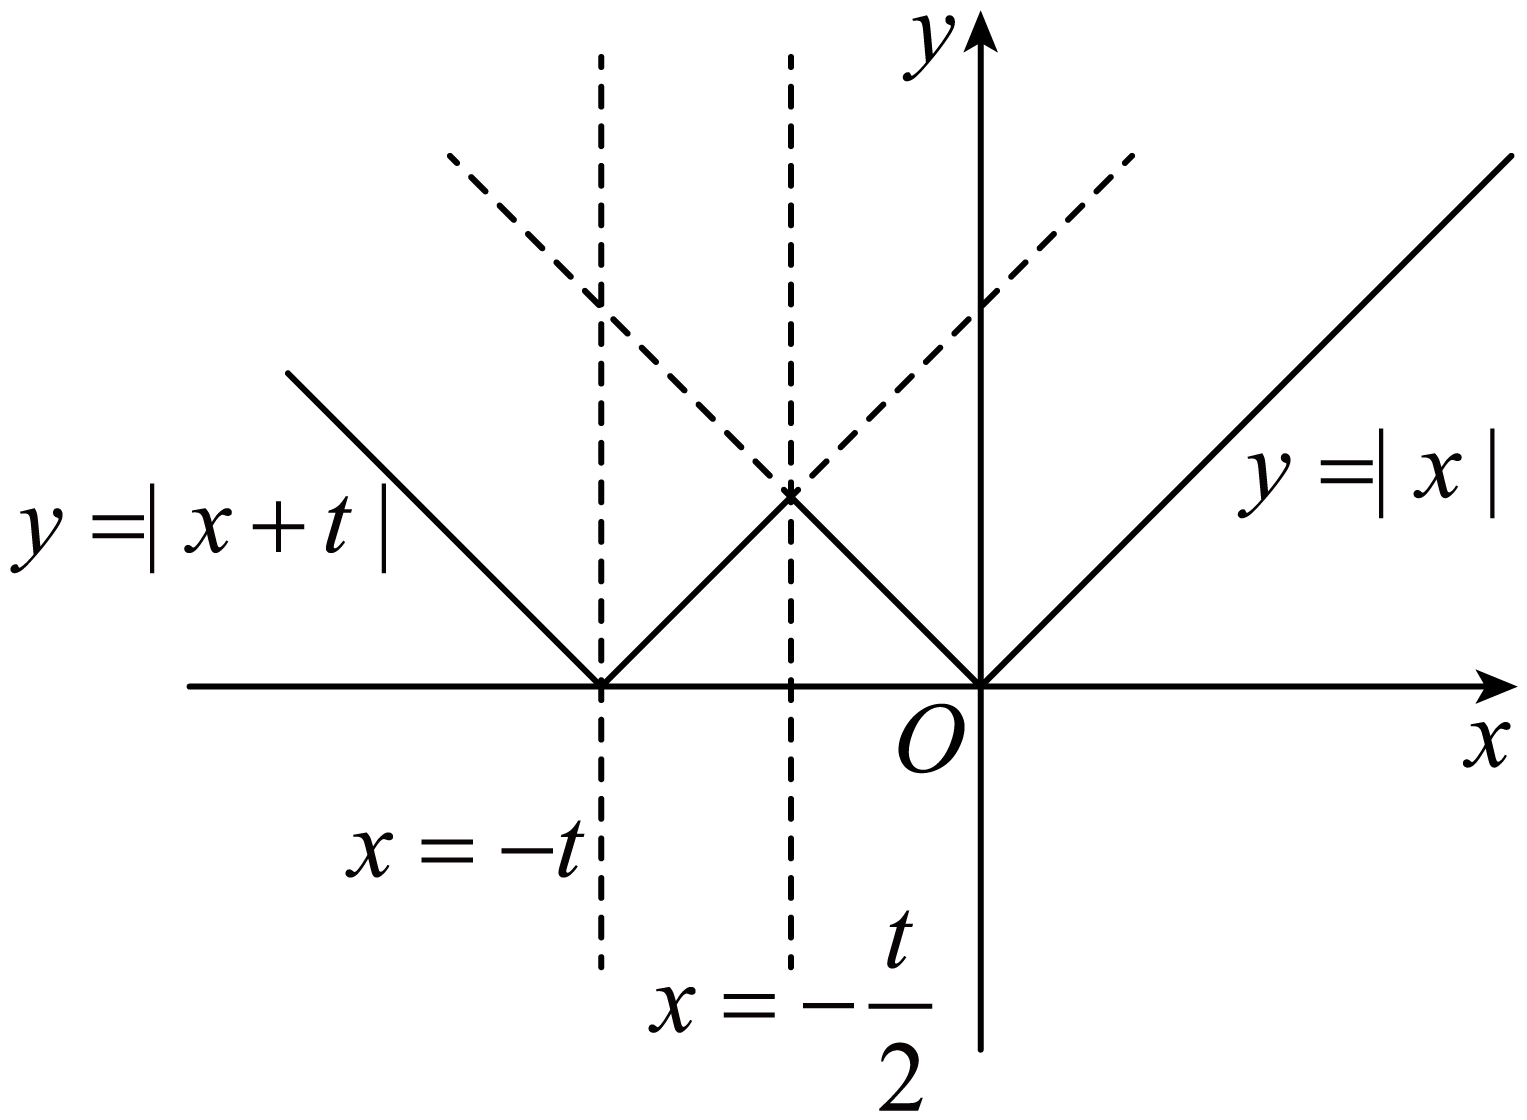 y
y =| x |
y =| x + t |
O
x
x = −t
x = −t/2